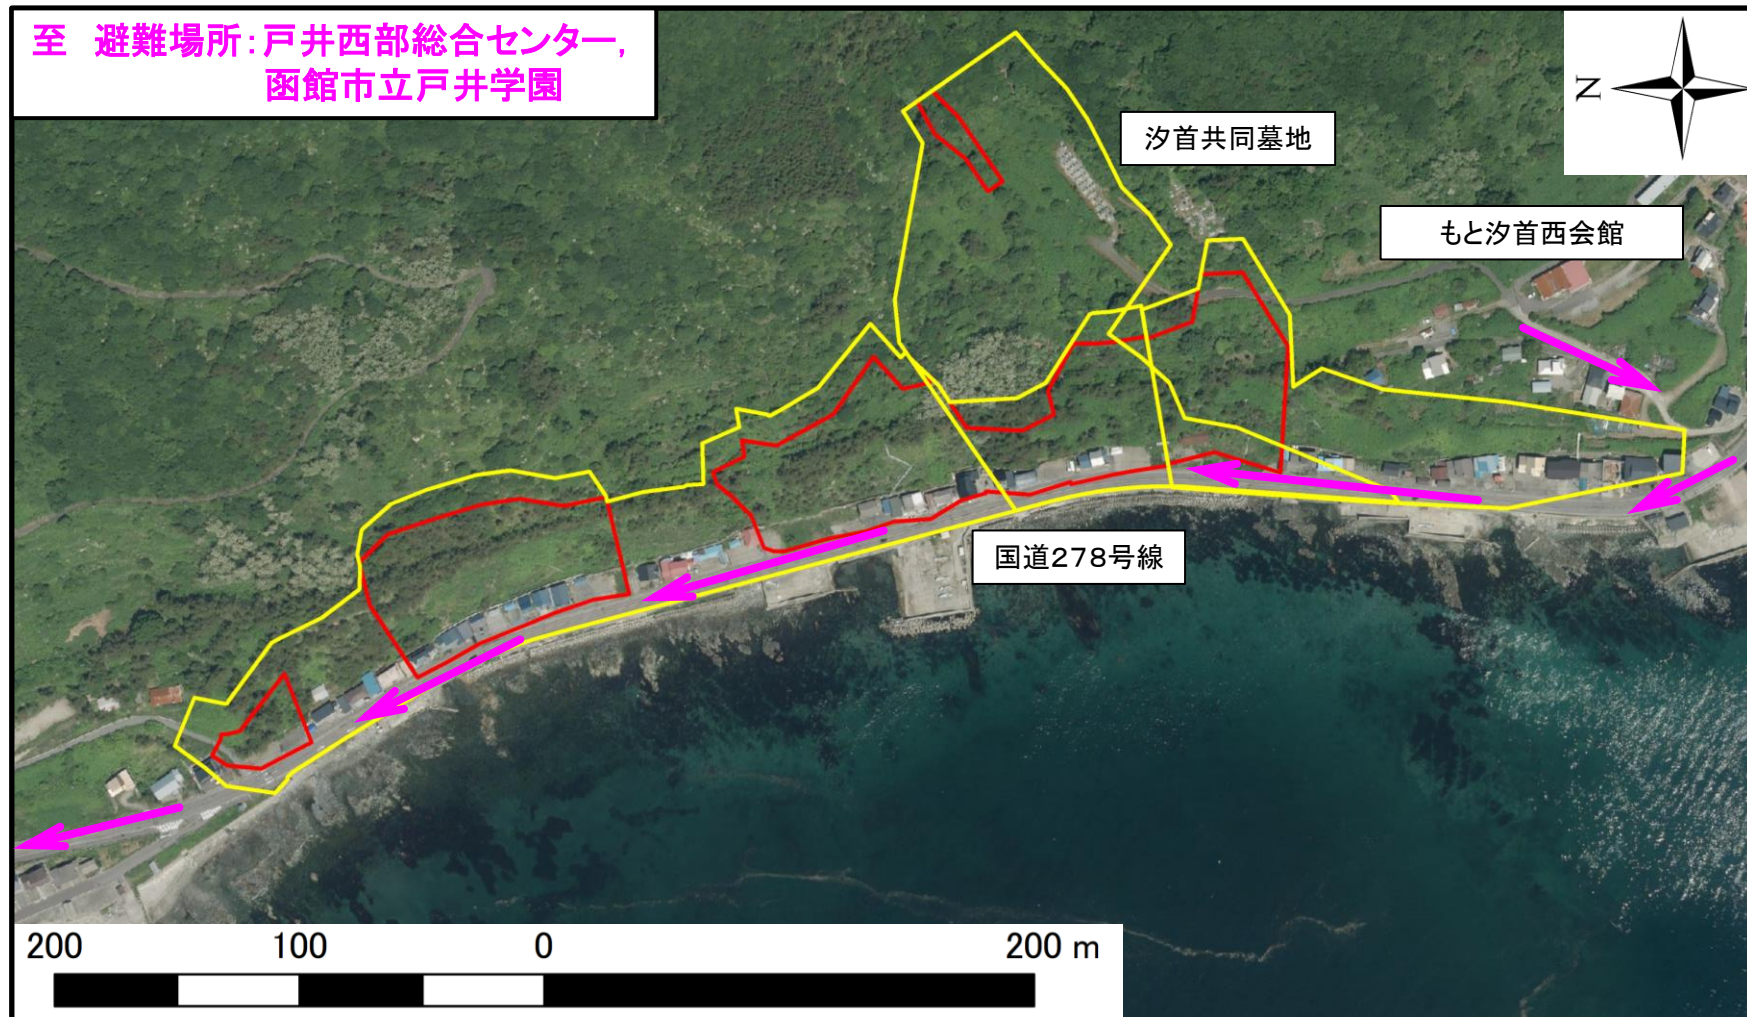 至 避難場所:戸井西部総合センター,
函館市立戸井学園
N
汐首共同墓地
もと汐首西会館
国道278号線
200 100 0 200 m